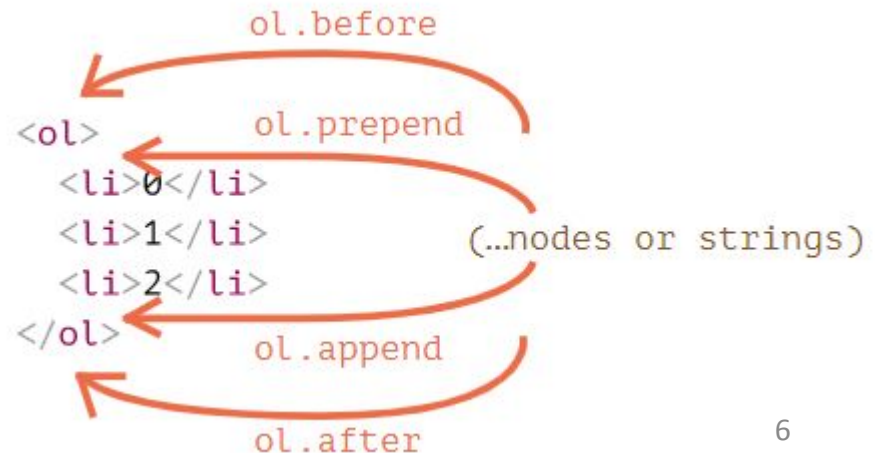 ol.before
<ol>
ol.prepend
<li>0</li>
<li>1</li>
(…nodes or strings)
<li>2</li>
</ol>
ol.append
ol.after
6